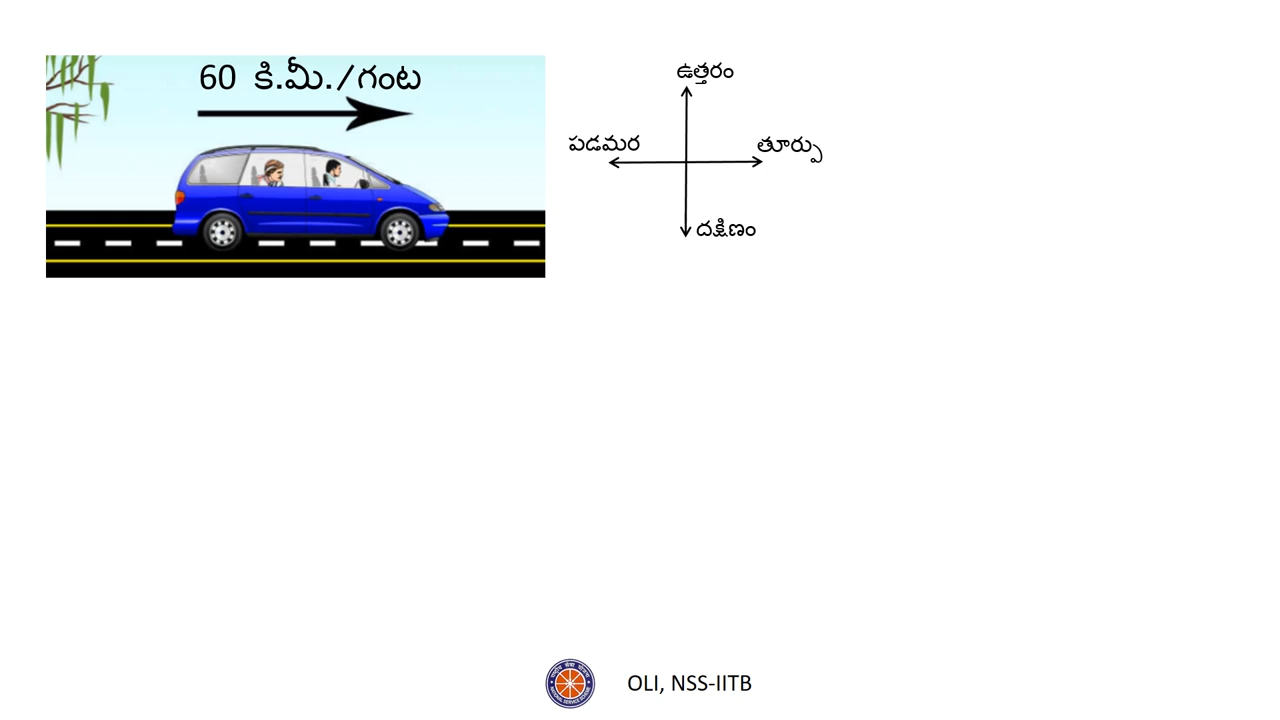 60 కి.మీ./గంట
ఉత్తరం
పడమర
తూర్పు
దక్షిణం
OLI, NSS-IITB